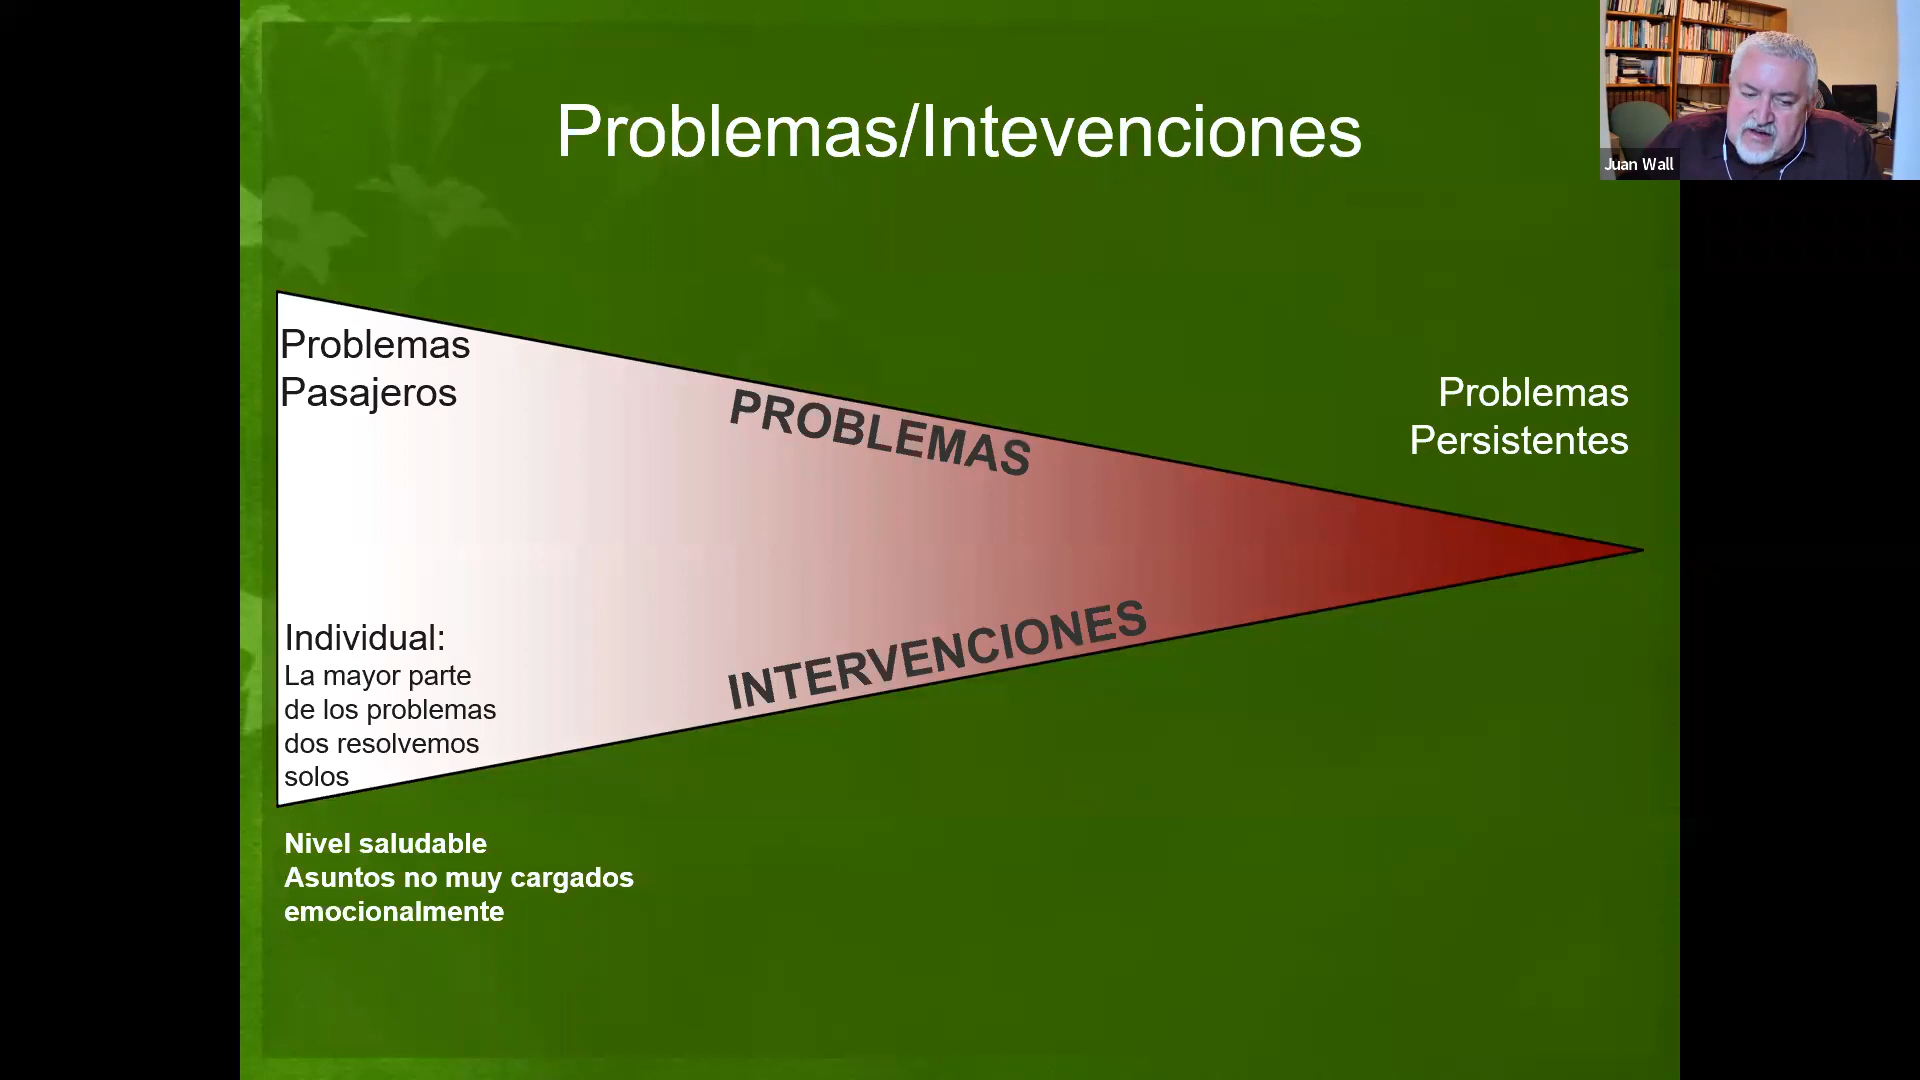 Problemas/Intevenciones
Juan Wall
Problemas
Pasajeros
PROBLEMAS
Problemas
Persistentes
INTERVENCIONES
Individual:
La mayor parte
de los problemas
dos resolvemos
solos
Nivel saludable
Asuntos no muy cargados
emocionalmente